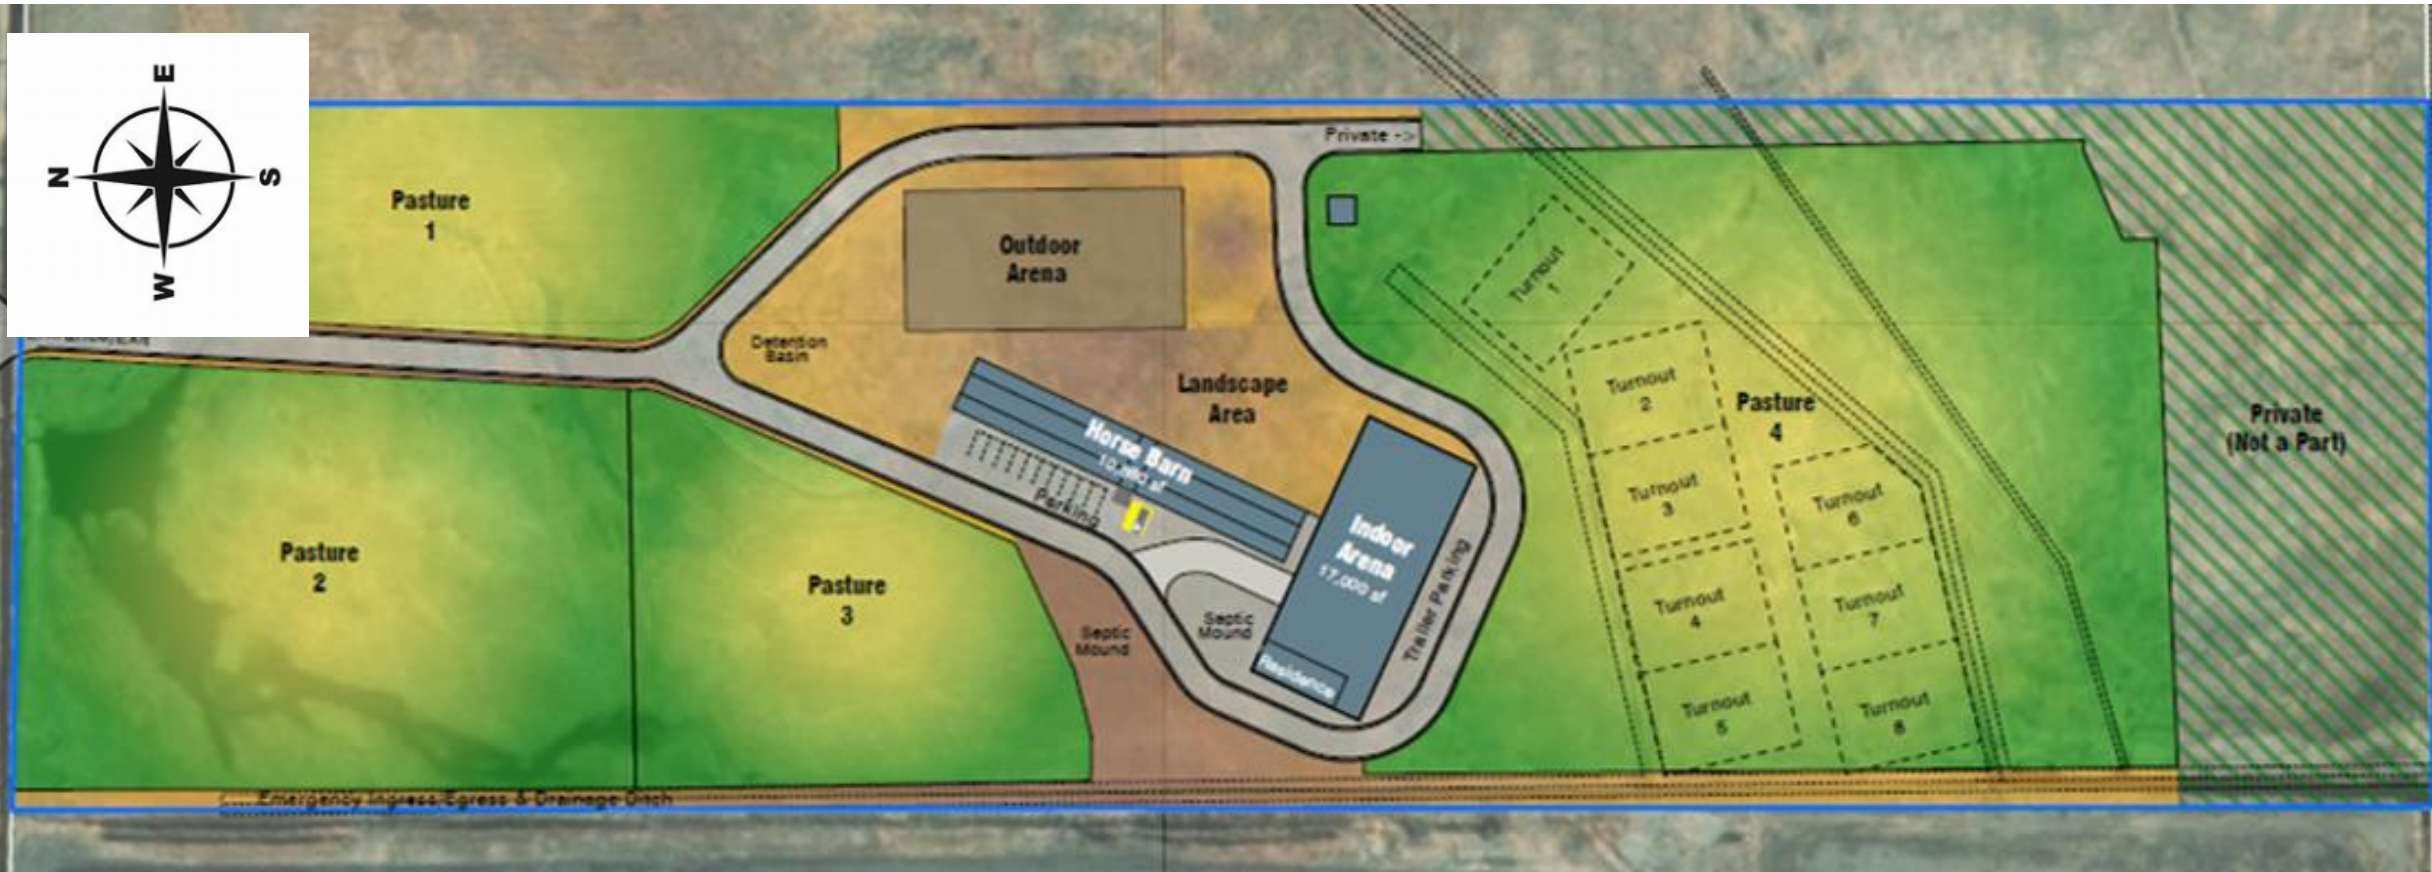 E
N
S
W
Private ->
Pasture
1
Outdoor
Arena
Turnout
1
Detention
Basin
Landscape
Area
Turnout
2
Pasture
4
Private
(Not a Part)
Horse Barn
sf
Parking
Turnout
3
Turnout
6
Indoor
Arena
17,000 sf
Trailer Parking
Pasture
2
Pasture
3
Septic
Mound
Septic
Mound
Residence
Turnout
4
Turnout
7
Turnout
5
Turnout
8
Emergency Ingress/Egress & Drainage Ditch